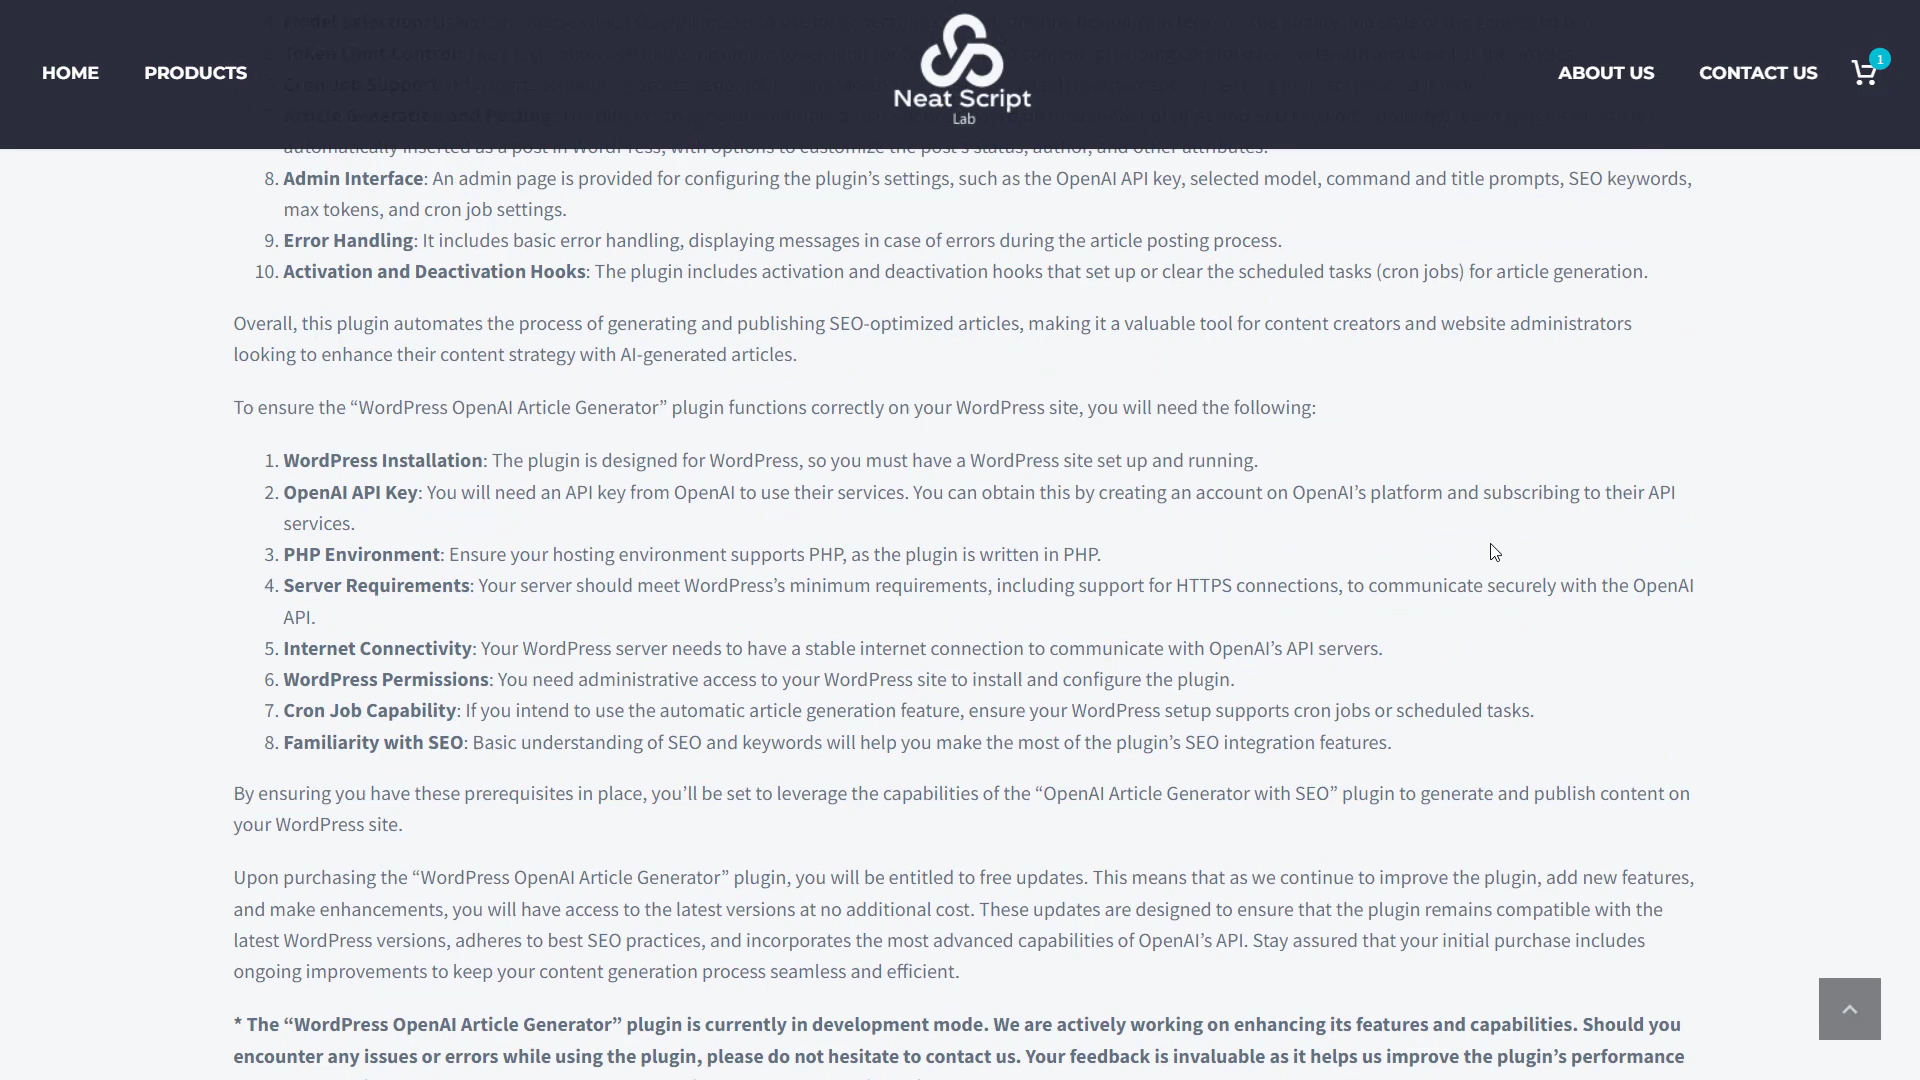 HOME
PRODUCTS
Neat Script
Lab
ABOUT US
CONTACT US
1
automatically inserted as a post in WordPress, with options to customize the post's status, author, and other attributes.
8. Admin Interface: An admin page is provided for configuring the plugin’s settings, such as the OpenAI API key, selected model, command and title prompts, SEO keywords,
max tokens, and cron job settings.
9. Error Handling: It includes basic error handling, displaying messages in case of errors during the article posting process.
10. Activation and Deactivation Hooks: The plugin includes activation and deactivation hooks that set up or clear the scheduled tasks (cron jobs) for article generation.
Overall, this plugin automates the process of generating and publishing SEO-optimized articles, making it a valuable tool for content creators and website administrators
looking to enhance their content strategy with AI-generated articles.
To ensure the “WordPress OpenAI Article Generator” plugin functions correctly on your WordPress site, you will need the following:
1. WordPress Installation: The plugin is designed for WordPress, so you must have a WordPress site set up and running.
2. OpenAI API Key: You will need an API key from OpenAI to use their services. You can obtain this by creating an account on OpenAI’s platform and subscribing to their API
services.
3. PHP Environment: Ensure your hosting environment supports PHP, as the plugin is written in PHP.
4. Server Requirements: Your server should meet WordPress’s minimum requirements, including support for HTTPS connections, to communicate securely with the OpenAI
API.
5. Internet Connectivity: Your WordPress server needs to have a stable internet connection to communicate with OpenAI’s API servers.
6. WordPress Permissions: You need administrative access to your WordPress site to install and configure the plugin.
7. Cron Job Capability: If you intend to use the automatic article generation feature, ensure your WordPress setup supports cron jobs or scheduled tasks.
8. Familiarity with SEO: Basic understanding of SEO and keywords will help you make the most of the plugin’s SEO integration features.
By ensuring you have these prerequisites in place, you’ll be set to leverage the capabilities of the “OpenAI Article Generator with SEO” plugin to generate and publish content on
your WordPress site.
Upon purchasing the “WordPress OpenAI Article Generator” plugin, you will be entitled to free updates. This means that as we continue to improve the plugin, add new features,
and make enhancements, you will have access to the latest versions at no additional cost. These updates are designed to ensure that the plugin remains compatible with the
latest WordPress versions, adheres to best SEO practices, and incorporates the most advanced capabilities of OpenAI’s API. Stay assured that your initial purchase includes
ongoing improvements to keep your content generation process seamless and efficient.
* The “WordPress OpenAI Article Generator” plugin is currently in development mode. We are actively working on enhancing its features and capabilities. Should you
encounter any issues or errors while using the plugin, please do not hesitate to contact us. Your feedback is invaluable as it helps us improve the plugin’s performance